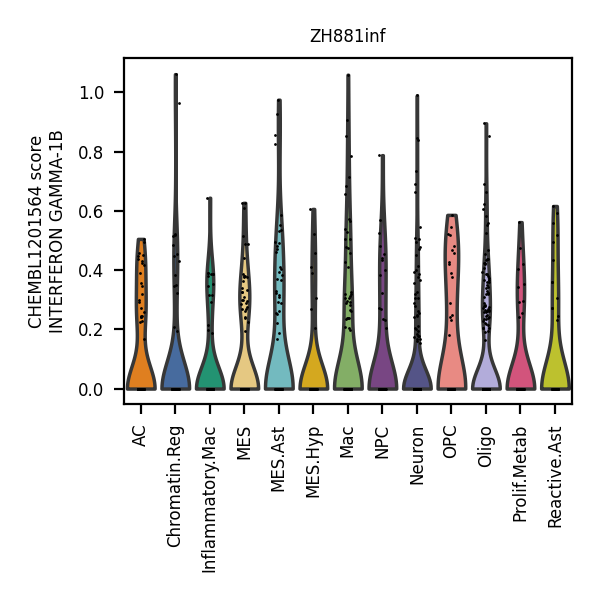 ZH881inf
CHEMBL1201564 score
INTERFERON GAMMA-1B
1.0
0.8
0.6
0.4
0.2
0.0
AC
Chromatin.Reg
Inflammatory.Mac
MES
MES.Ast
MES.Hyp
Mac
NPC
Neuron
OPC
Oligo
Prolif.Metab
Reactive.Ast